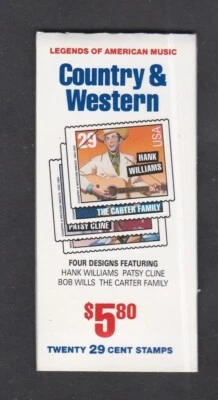 LEGENDS OF AMERICAN MUSIC
Country &
Western
29
USA
HANK
WILLIAMS
THE CARTER FAMILY
PATSY CLINE
FOUR DESIGNS FEATURING
HANK WILLIAMS PATSY CLINE
BOB WILLS THE CARTER FAMILY
$5 80
TWENTY 29 CENT STAMPS